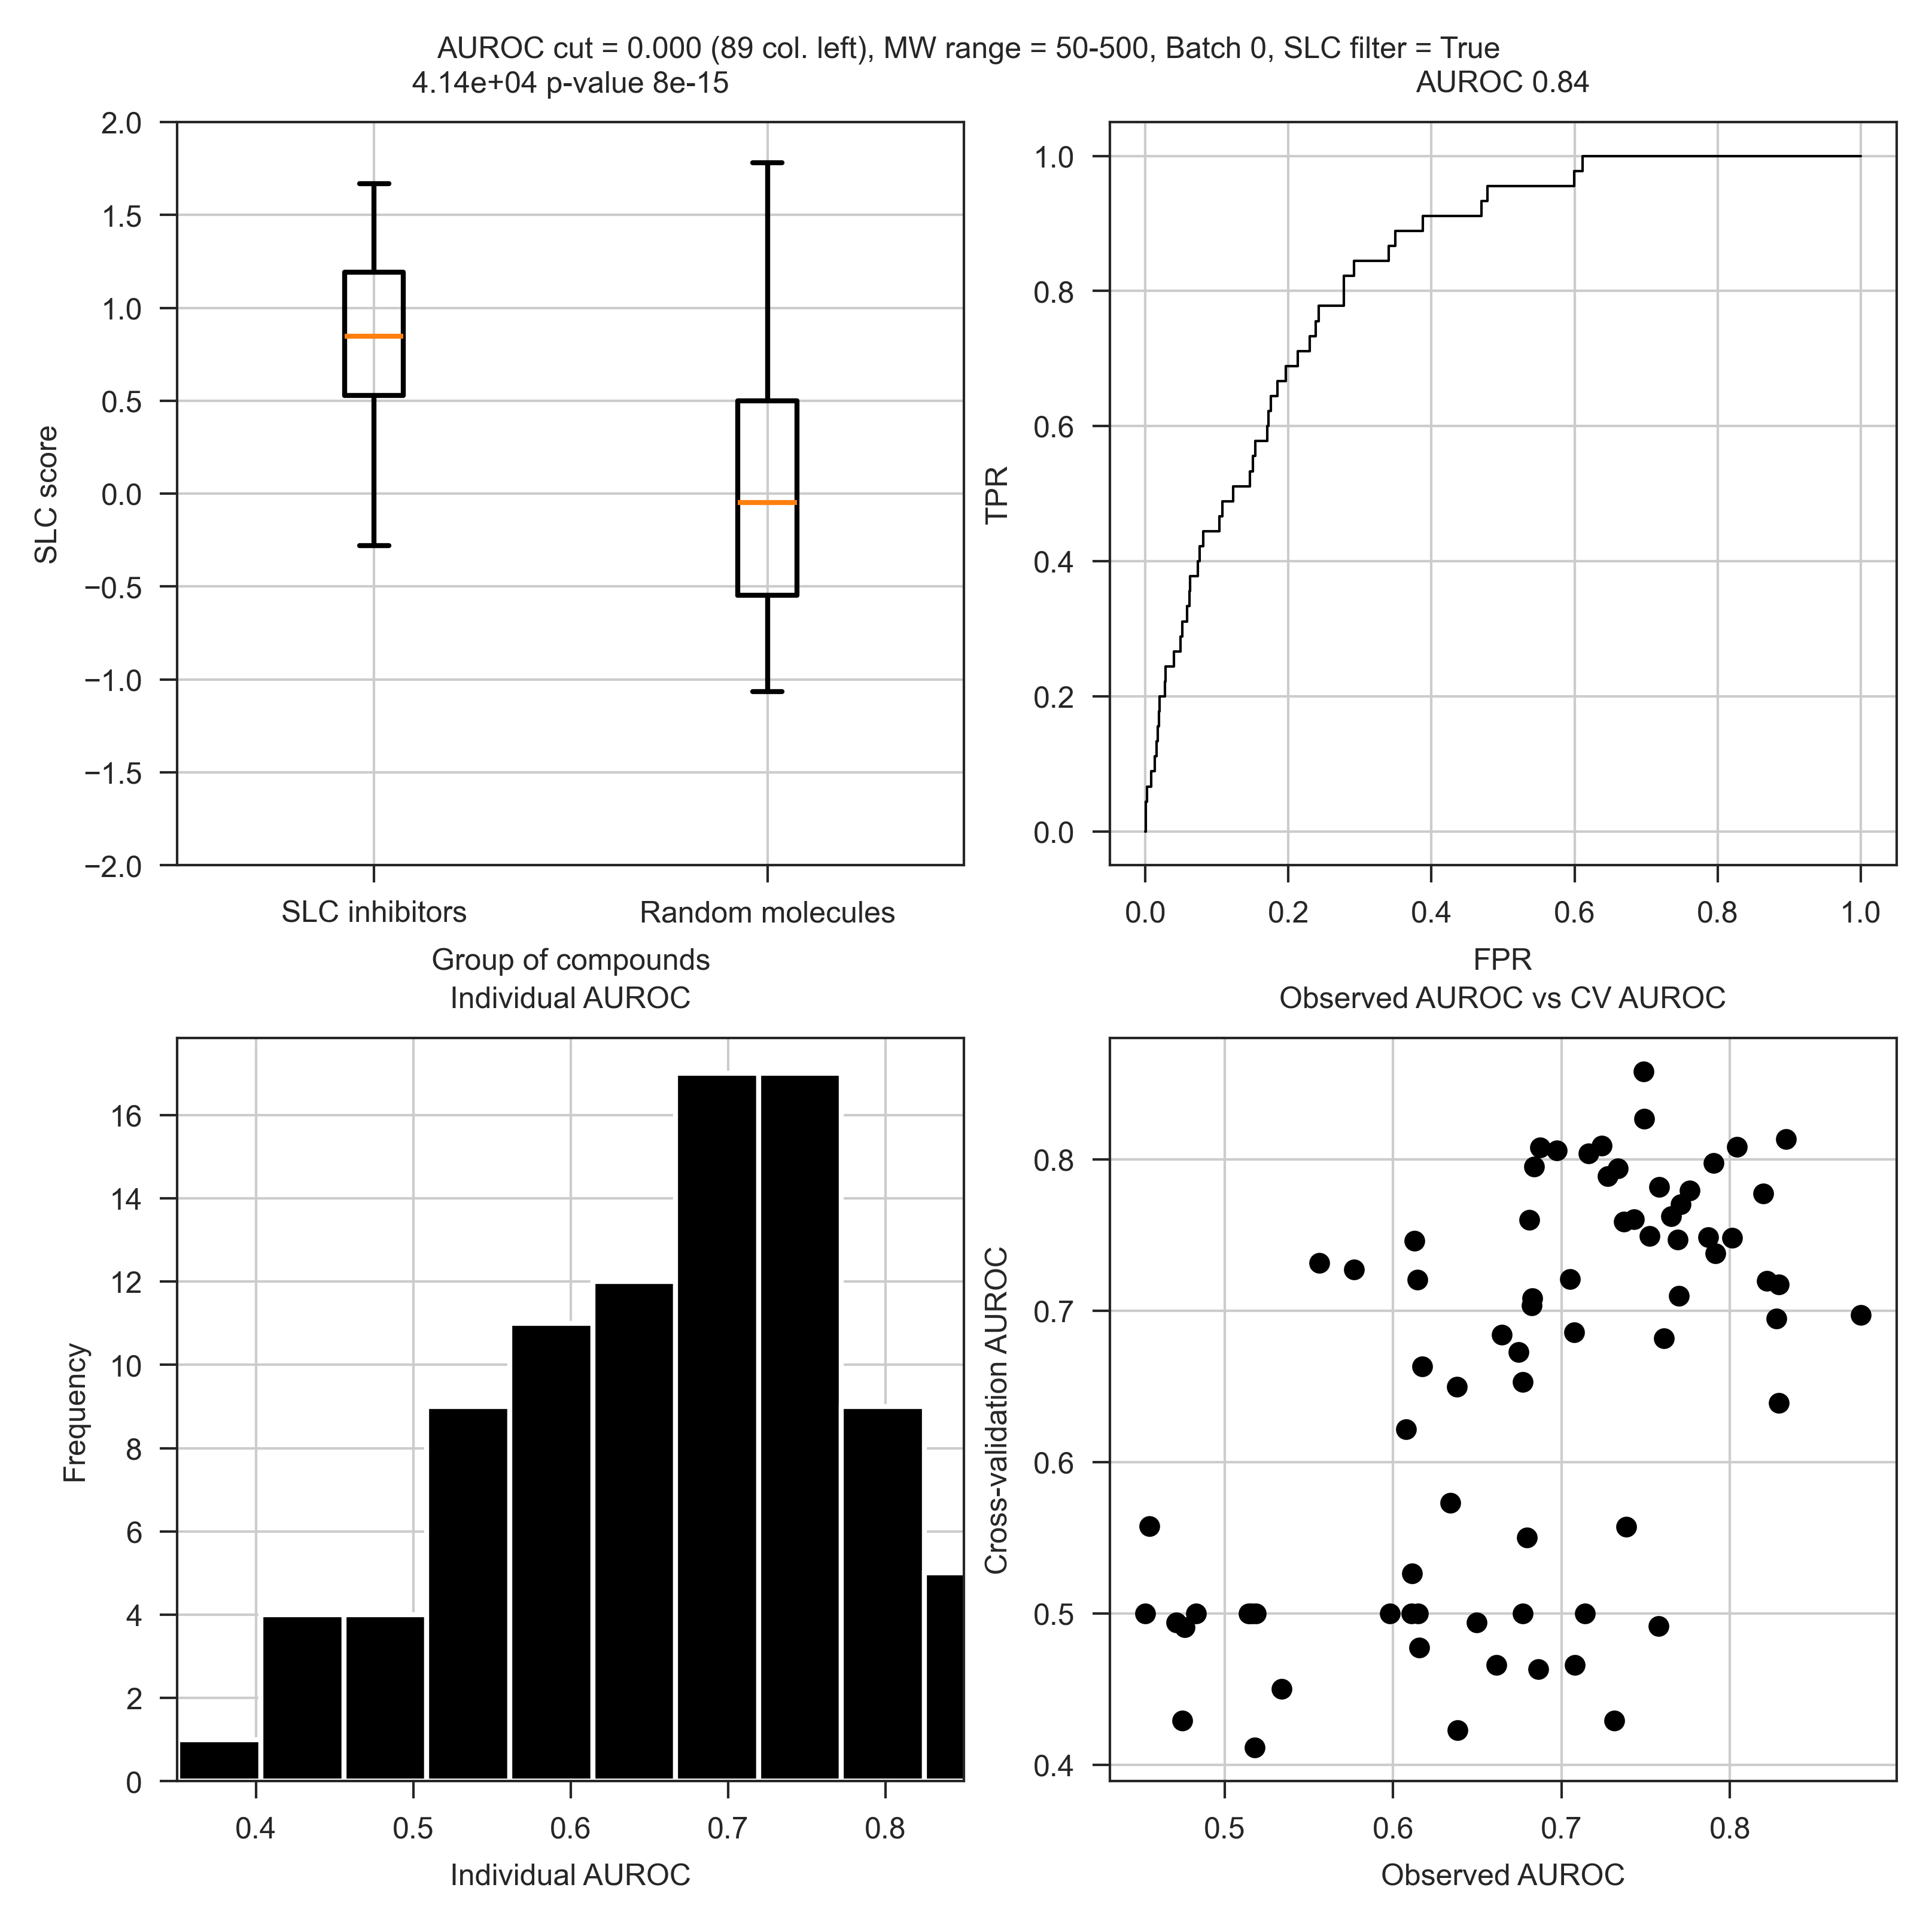 AUROC cut = 0.000 (89 col. left), MW range = 50-500, Batch 0, SLC filter = True
4.14e+04 p-value 8e-15
2.0
1.5
1.0
0.5
0.0
−0.5
−1.0
−1.5
−2.0
SLC score
SLC inhibitors Random molecules
Group of compounds
AUROC 0.84
1.0
0.8
0.6
0.4
0.2
0.0
TPR
0.0 0.2 0.4 0.6 0.8 1.0
FPR
Individual AUROC
16
14
12
10
8
6
4
2
0
Frequency
0.4 0.5 0.6 0.7 0.8
Individual AUROC
Observed AUROC vs CV AUROC
0.8
0.7
0.6
0.5
0.4
Cross-validation AUROC
0.5 0.6 0.7 0.8
Observed AUROC